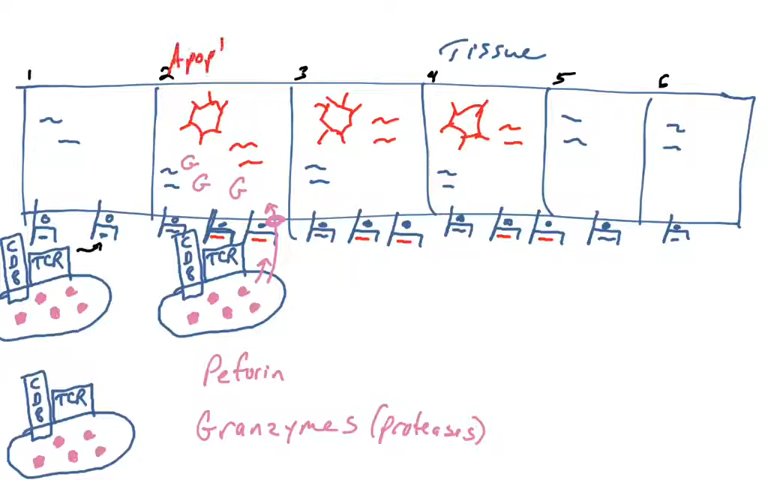 Apop' Tissue
1 2 3 4 5 6
G
G G
CD8 TCR CD8 TCR
CD8 TCR
Peforin
Granzymes (proteases)